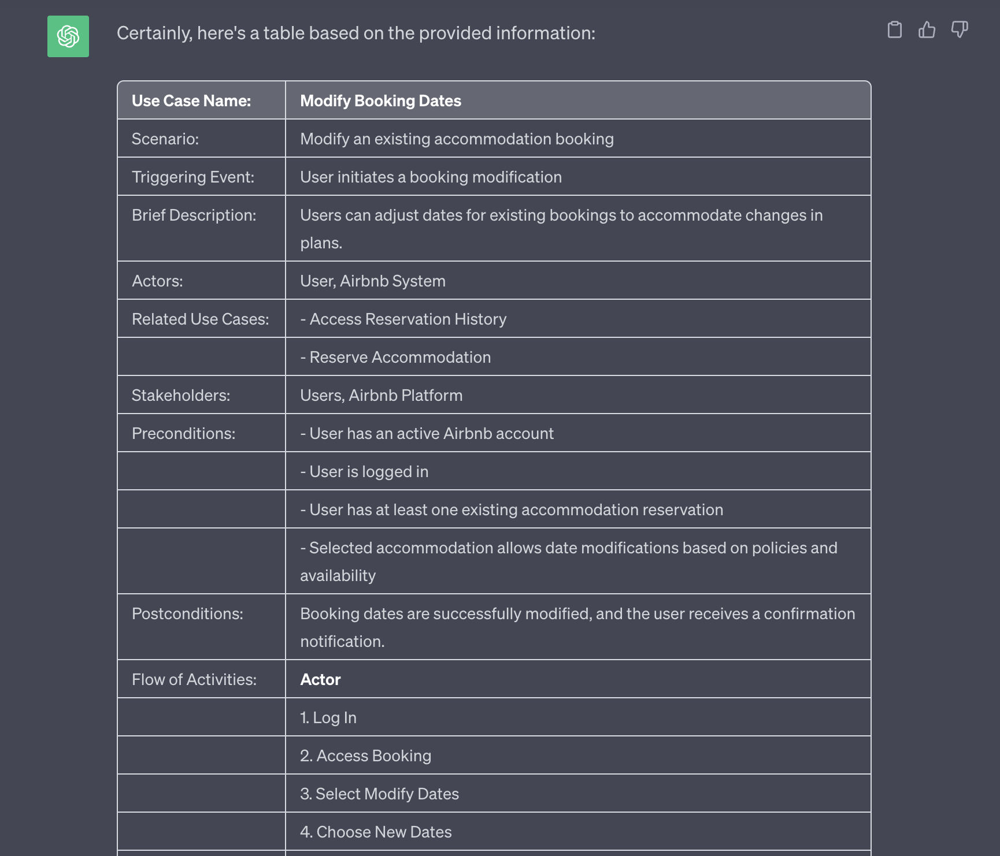 Certainly, here's a table based on the provided information:
Use Case Name: Modify Booking Dates
Scenario: Modify an existing accommodation booking
Triggering Event: User initiates a booking modification
Brief Description: Users can adjust dates for existing bookings to accommodate changes in
plans.
Actors: User, Airbnb System
Related Use Cases: - Access Reservation History
- Reserve Accommodation
Stakeholders: Users, Airbnb Platform
Preconditions: - User has an active Airbnb account
- User is logged in
- User has at least one existing accommodation reservation
- Selected accommodation allows date modifications based on policies and
availability
Postconditions: Booking dates are successfully modified, and the user receives a confirmation
notification.
Flow of Activities: Actor
1. Log In
2. Access Booking
3. Select Modify Dates
4. Choose New Dates